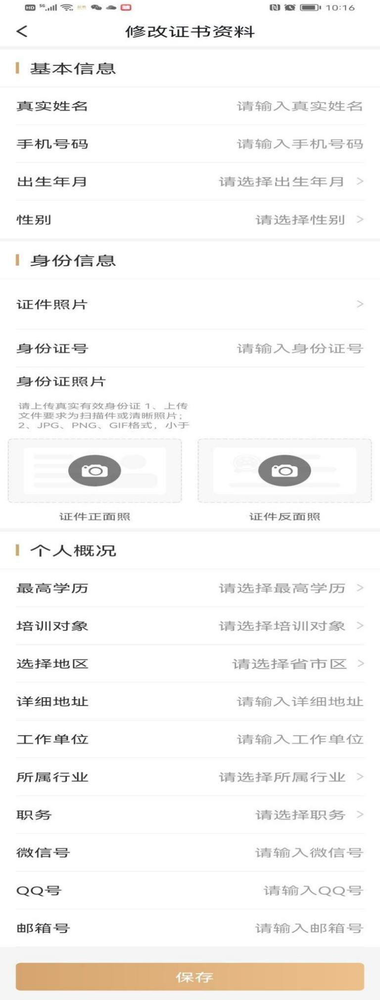 HD 5G 10:16
修改证书资料
基本信息
真实姓名 请输入真实姓名
手机号码 请输入手机号码
出生年月 请选择出生年月 >
性别 请选择性别 >
身份信息
证件照片 >
身份证号 请输入身份证号
身份证照片
请上传真实有效身份证 1、上传
文件要求为扫描件或清晰照片；
2、JPG、PNG、GIF格式，小于
证件正面照 证件反面照
个人概况
最高学历 请选择最高学历 >
培训对象 请选择培训对象 >
选择地区 请选择省市区 >
详细地址 请输入详细地址
工作单位 请输入工作单位
所属行业 请选择所属行业 >
职务 请选择职务 >
微信号 请输入微信号
QQ号 请输入QQ号
邮箱号 请输入邮箱号
保存